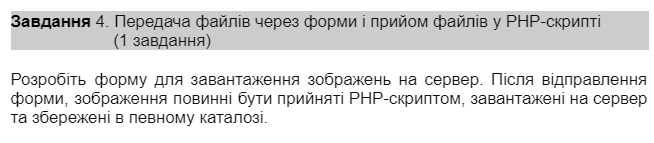 Завдання 4. Передача файлів через форми і прийом файлів у PHP-скрипті
(1 завдання)
Розробіть форму для завантаження зображень на сервер. Після відправлення
форми, зображення повинні бути прийняті PHP-скриптом, завантажені на сервер
та збережені в певному каталозі.